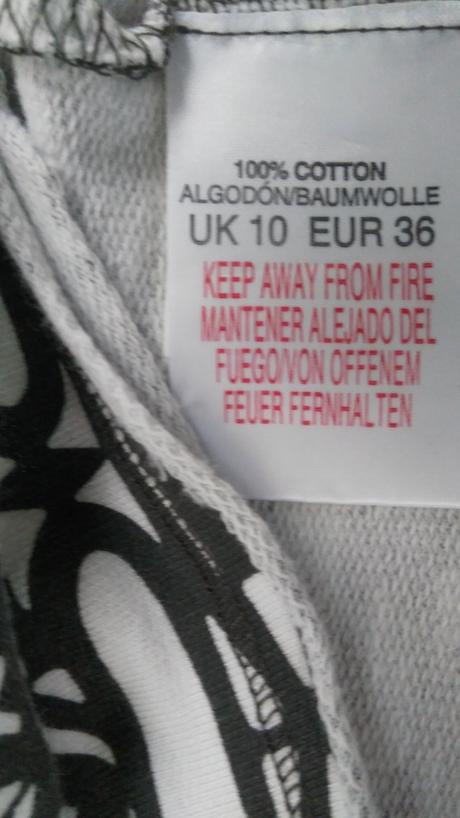 100% COTTON
ALGODÓN/BAUMWOLLE
UK 10 EUR 36
KEEP AWAY FROM FIRE
MANTENER ALEJADO DEL
FUEGO/VON OFFENEM
FEUER FERNHALTEN